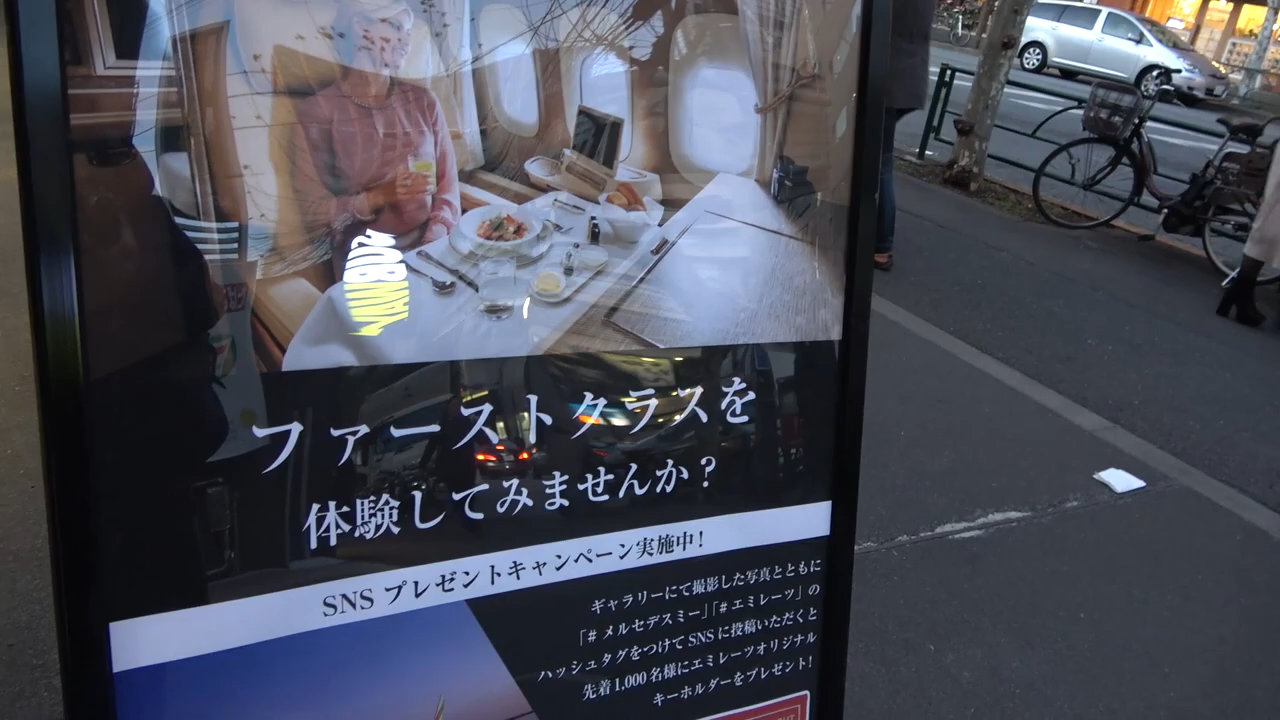 ファーストクラスを
体験してみませんか？
SNS プレゼントキャンペーン実施中！
ギャラリーにて撮影した写真とともに
「# メルセデスミー」「# エミレーツ」の
ハッシュタグをつけて SNS に投稿いただくと
先着 1,000 名様にエミレーツオリジナル
キーホルダーをプレゼント！